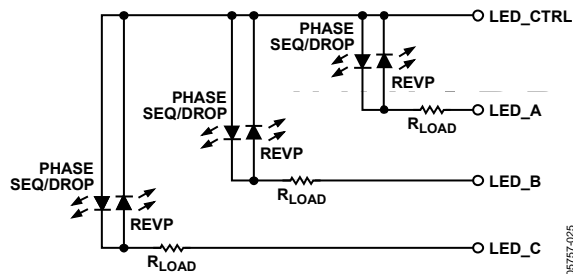 LED_CTRL
PHASE
SEQ/DROP
REVP
LED_A
RLOAD
PHASE
SEQ/DROP
REVP
LED_B
RLOAD
PHASE
SEQ/DROP
REVP
LED_C
RLOAD
05757-025